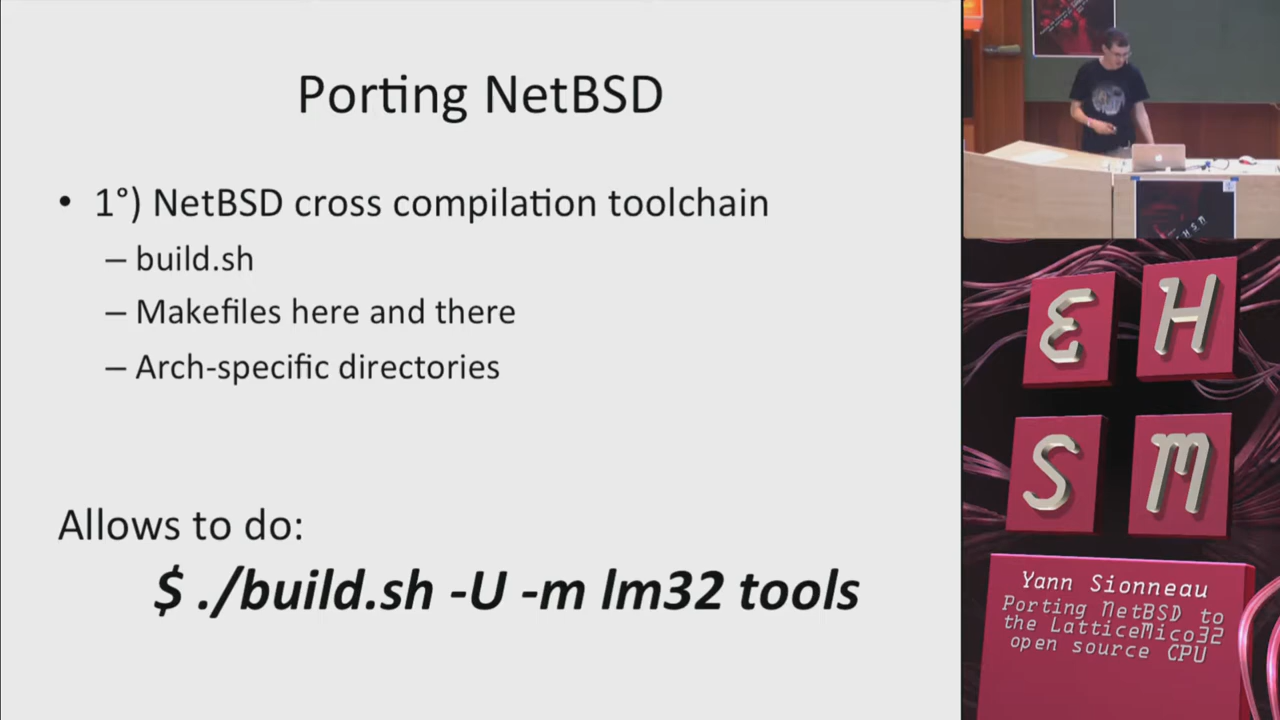 Porting NetBSD
• 1°) NetBSD cross compilation toolchain
– build.sh
– Makefiles here and there
– Arch-specific directories
Allows to do:
$ ./build.sh -U -m lm32 tools
E H
S M
Yann Sionneau
Porting NetBSD to
the LatticeMico32
open source CPU